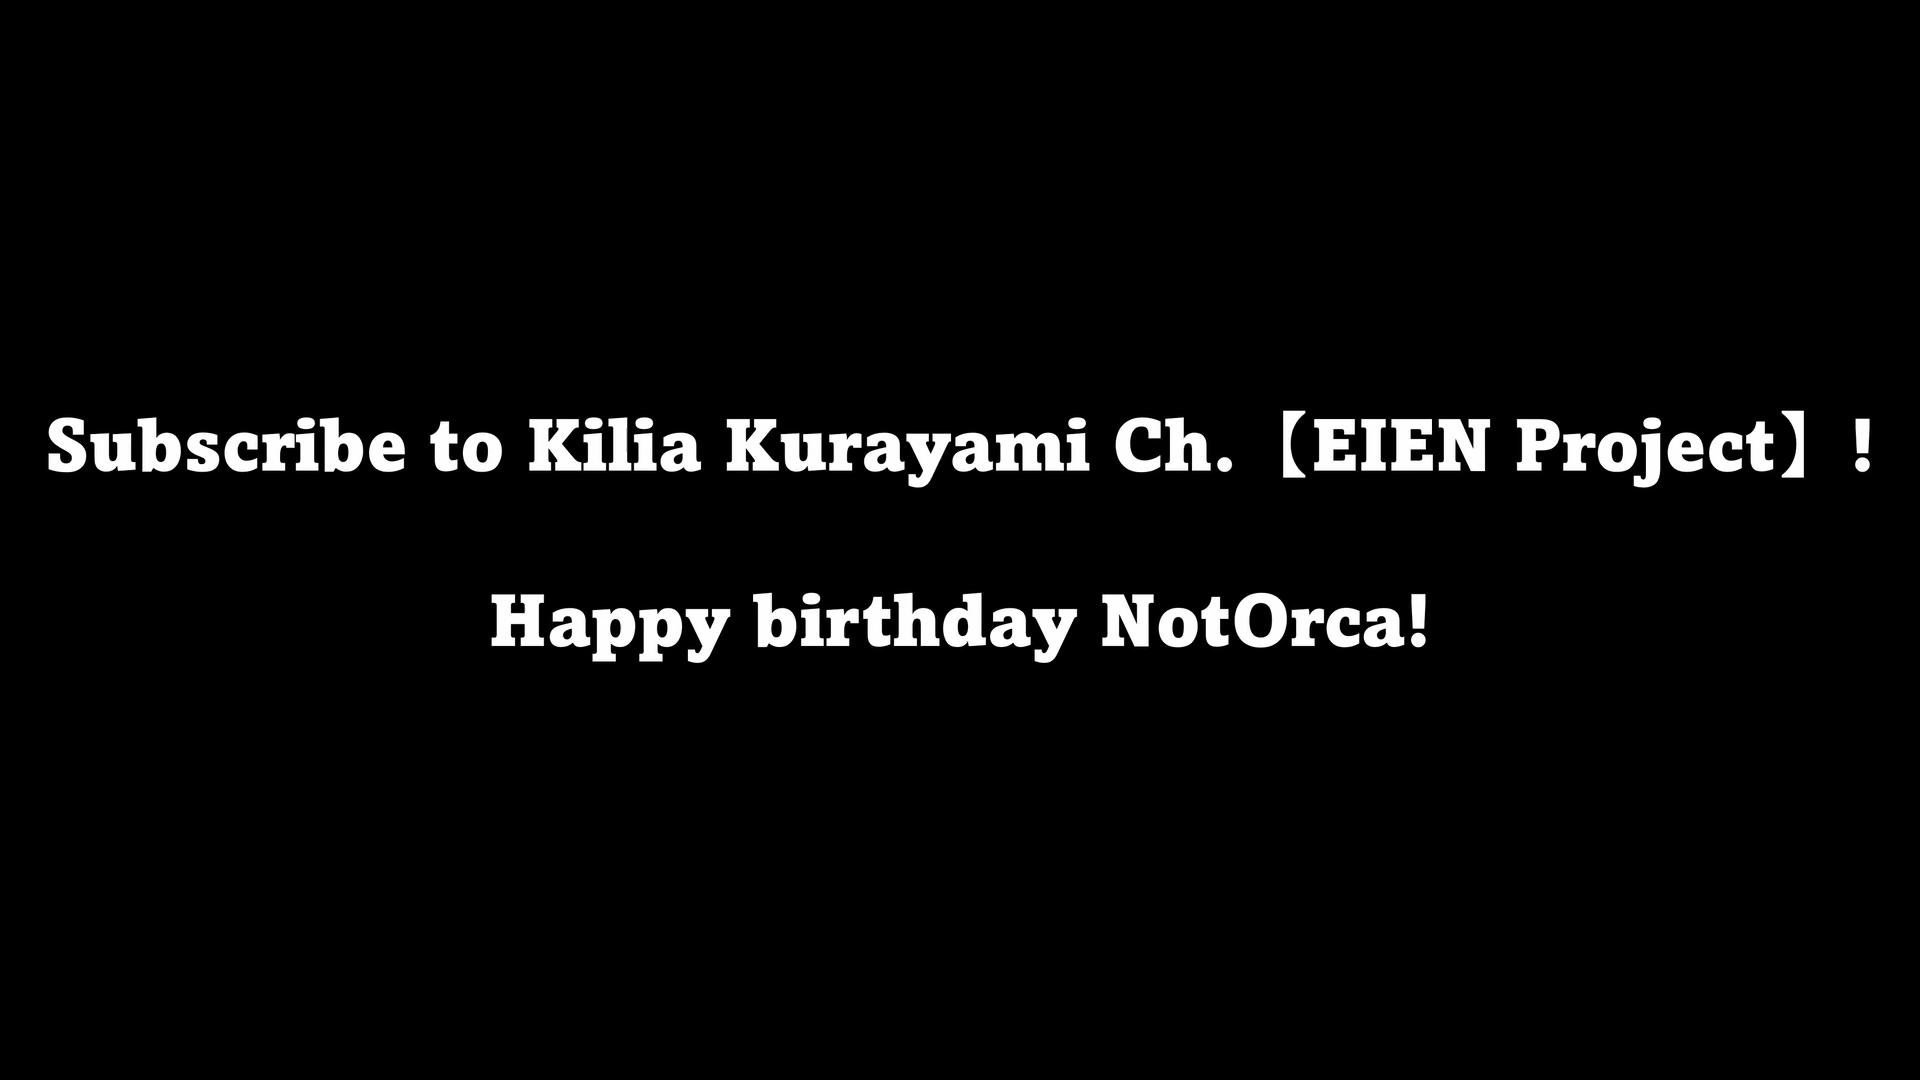 Subscribe to Kilia Kurayami Ch.【EIEN Project】!
Happy birthday NotOrca!